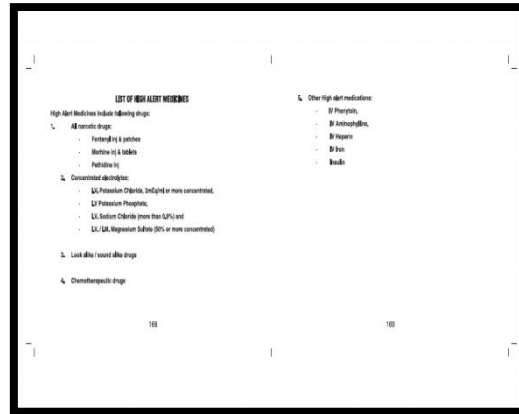 LIST OF HIGH ALERT MEDICINES
High Alert Medicines include following drugs:
1. All narcotic drugs:
- Fentanyl inj & patches
- Morhine inj & tablets
- Pethidine inj
2. Concentrated electrolytes:
- I.V. Potassium Chloride, 2mEq/ml or more concentrated,
- I.V Potassium Phosphate,
- I.V. Sodium Chloride (more than 0.9%) and
- I.V. / I.M. Magnesium Sulfate (50% or more concentrated)
3. Look alike / sound alike drugs
4. Chemotherapeutic drugs
168
5. Other High alert medications:
- IV Phenytoin,
- IV Aminophylline,
- IV Heparin
- IV Iron
- Insulin
169